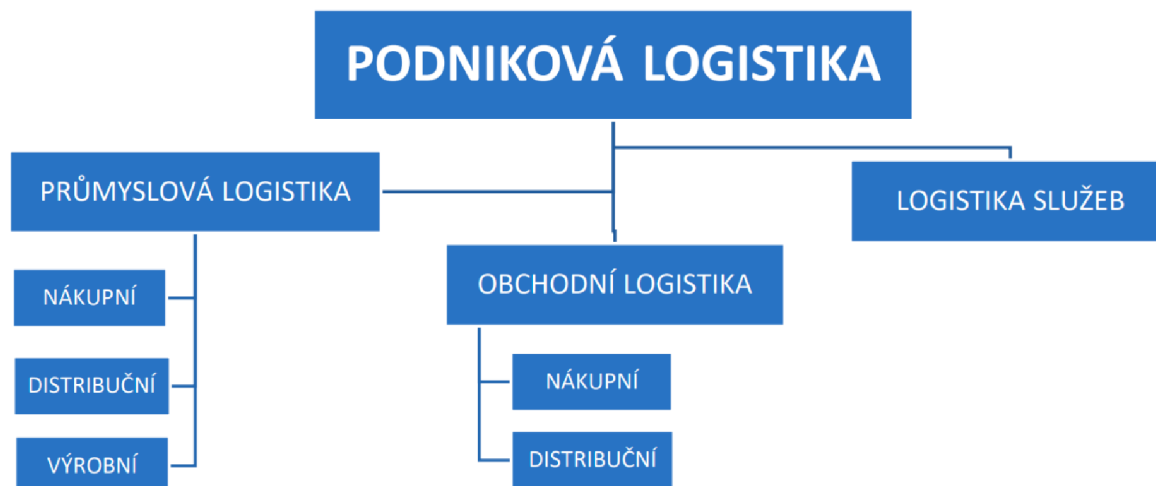 PODNIKOVÁ LOGISTIKA
PRŮMYSLOVÁ LOGISTIKA
NÁKUPNÍ
DISTRIBUČNÍ
VÝROBNÍ
OBCHODNÍ LOGISTIKA
NÁKUPNÍ
DISTRIBUČNÍ
LOGISTIKA SLUŽEB